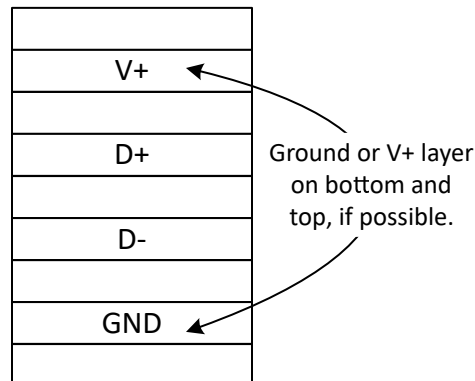 V+
D+
Ground or V+ layer
on bottom and
top, if possible.
D-
GND